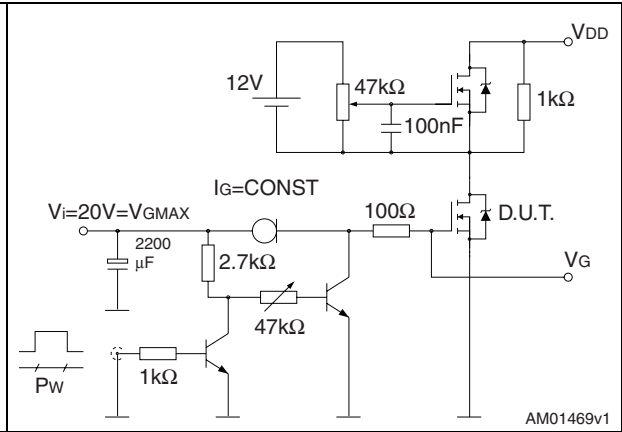 VDD
12V
47kΩ
1kΩ
100nF
IG=CONST
Vi=20V=VGMAX
100Ω
D.U.T.
2200
μF
2.7kΩ
VG
47kΩ
1kΩ
PW
AM01469v1